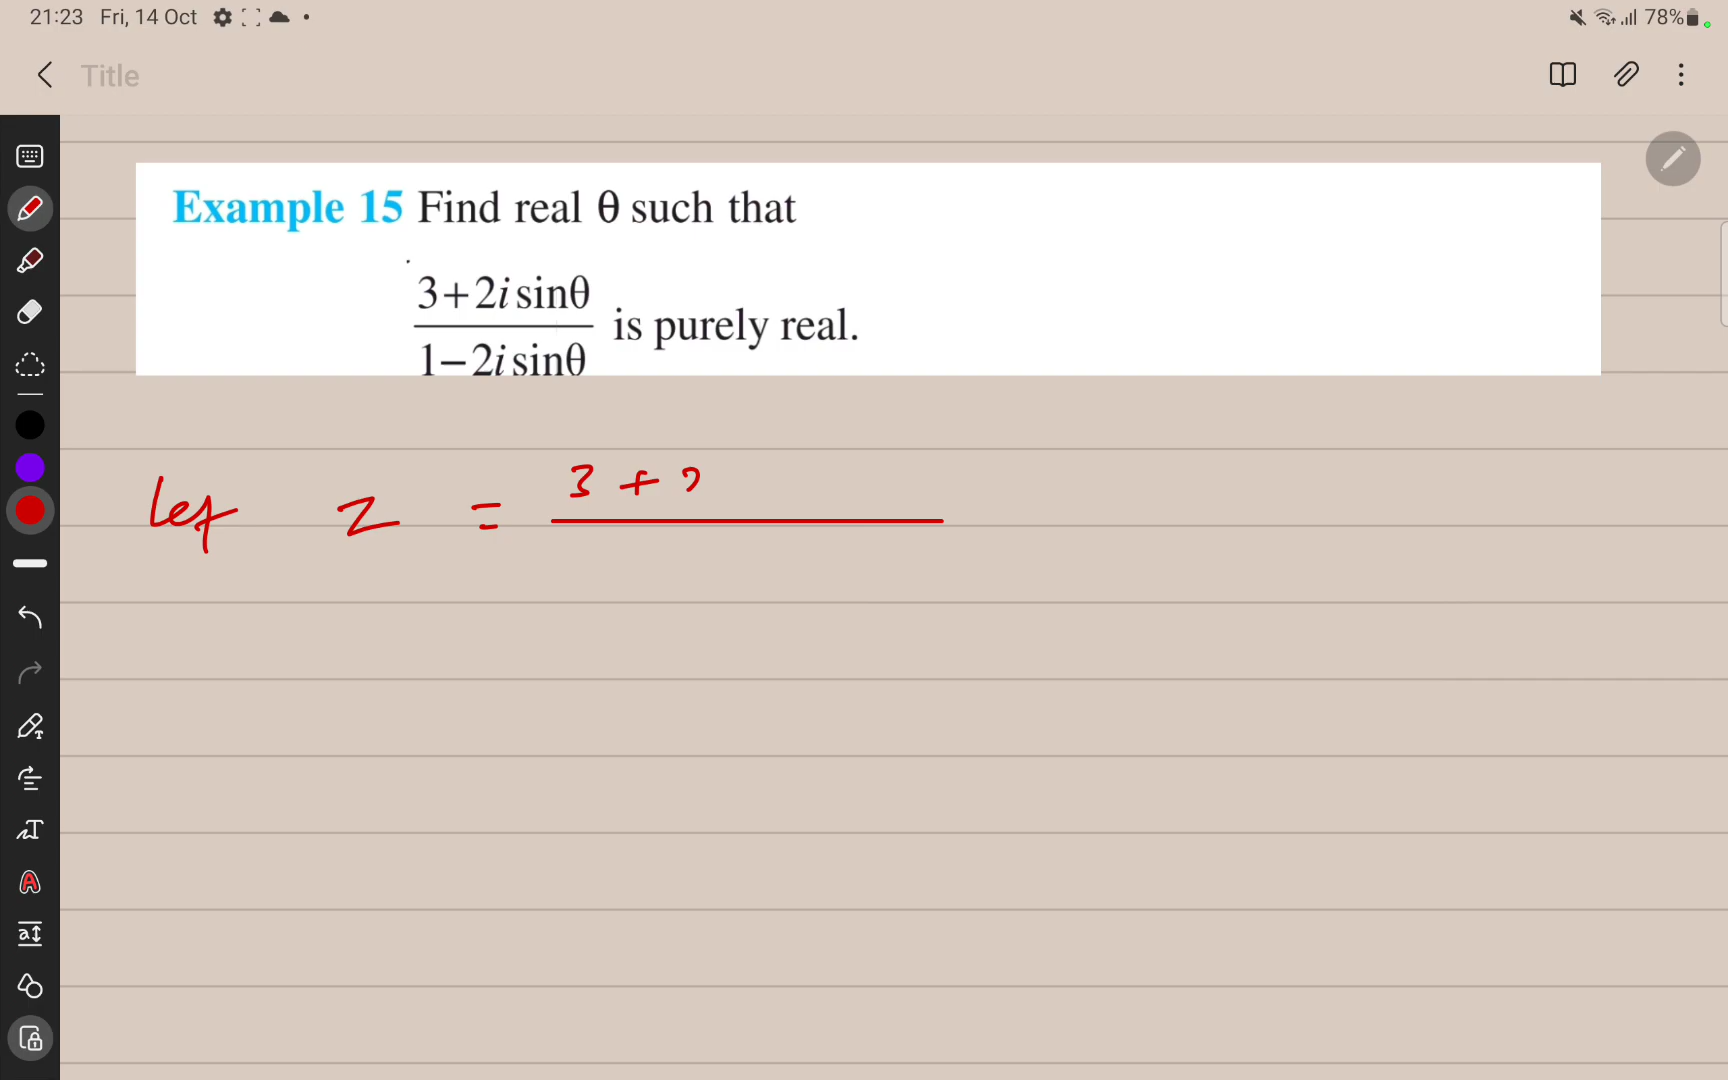 21:23 Fri, 14 Oct 78%
Title
Example 15 Find real θ such that
3+2i sinθ
is purely real.
1−2i sinθ
let z = 3 +